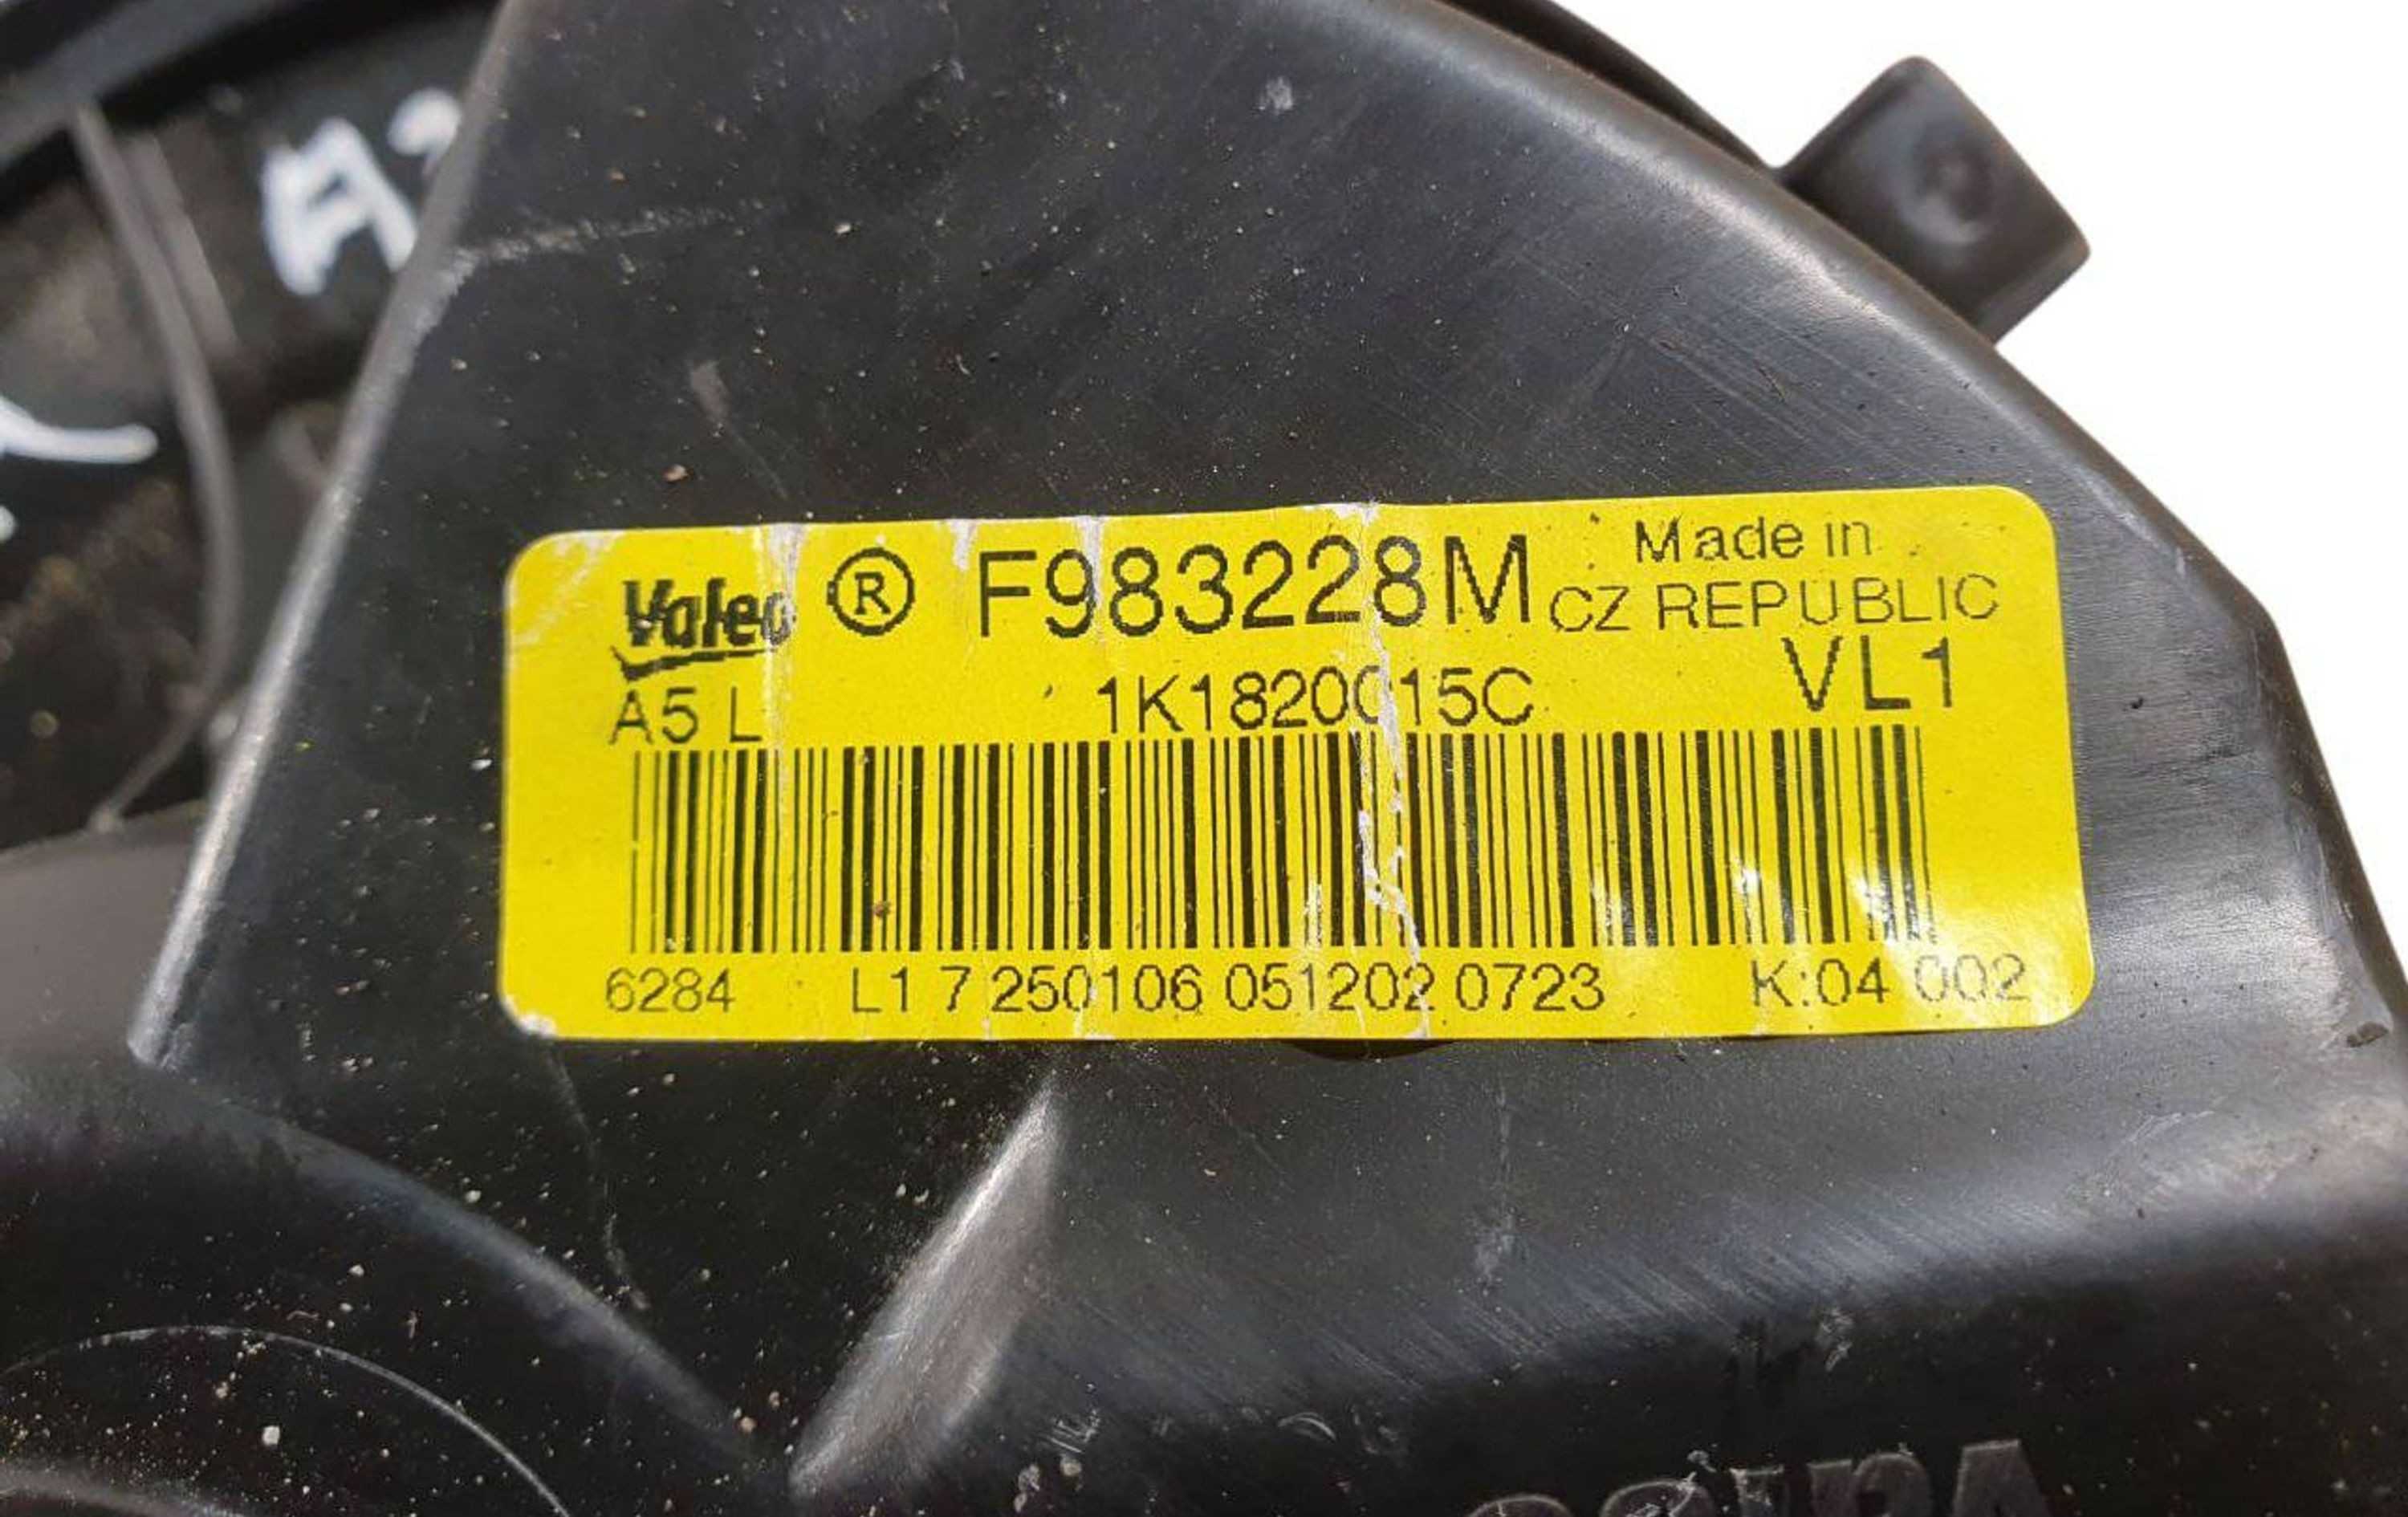 Valeo ® F983228M Made in
CZ REPUBLIC
A5 L 1K1820015C VL1
6284 L1 7 250106 051202 0723 K:04 002